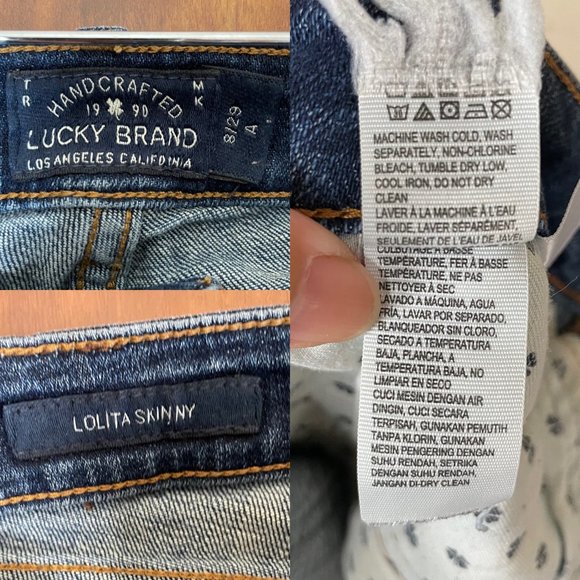 TR
MK
HANDCRAFTED
19 90
LUCKY BRAND
LOS ANGELES CALIFORNIA
8/29
A
LOLITA SKINNY
MACHINE WASH COLD, WASH
SEPARATELY, NON-CHLORINE
BLEACH, TUMBLE DRY LOW,
COOL IRON, DO NOT DRY
CLEAN
LAVER À LA MACHINE À L'EAU
FROIDE, LAVER SÉPARÉMENT,
SEULEMENT DE L'EAU DE JAVEL
CULBUTAGE À BASSE
TEMPÉRATURE, FER À BASSE
TEMPÉRATURE, NE PAS
NETTOYER À SEC
LAVADO A MÁQUINA, AGUA
FRÍA, LAVAR POR SEPARADO,
BLANQUEADOR SIN CLORO,
SECADO A TEMPERATURA
BAJA, PLANCHA, A
TEMPERATURA BAJA, NO
LIMPIAR EN SECO
CUCI MESIN DENGAN AIR
DINGIN, CUCI SECARA
TERPISAH, GUNAKAN PEMUTIH
TANPA KLORIN, GUNAKAN
MESIN PENGERING DENGAN
SUHU RENDAH, SETRIKA
DENGAN SUHU RENDAH,
JANGAN DI-DRY CLEAN